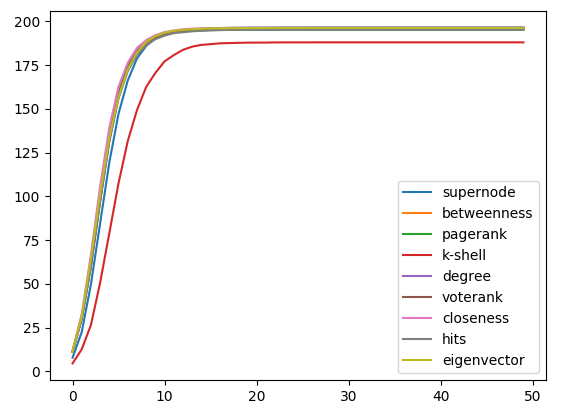 200
175
150
125
100
75
50
25
0
0 10 20 30 40 50
supernode
betweenness
pagerank
k-shell
degree
voterank
closeness
hits
eigenvector